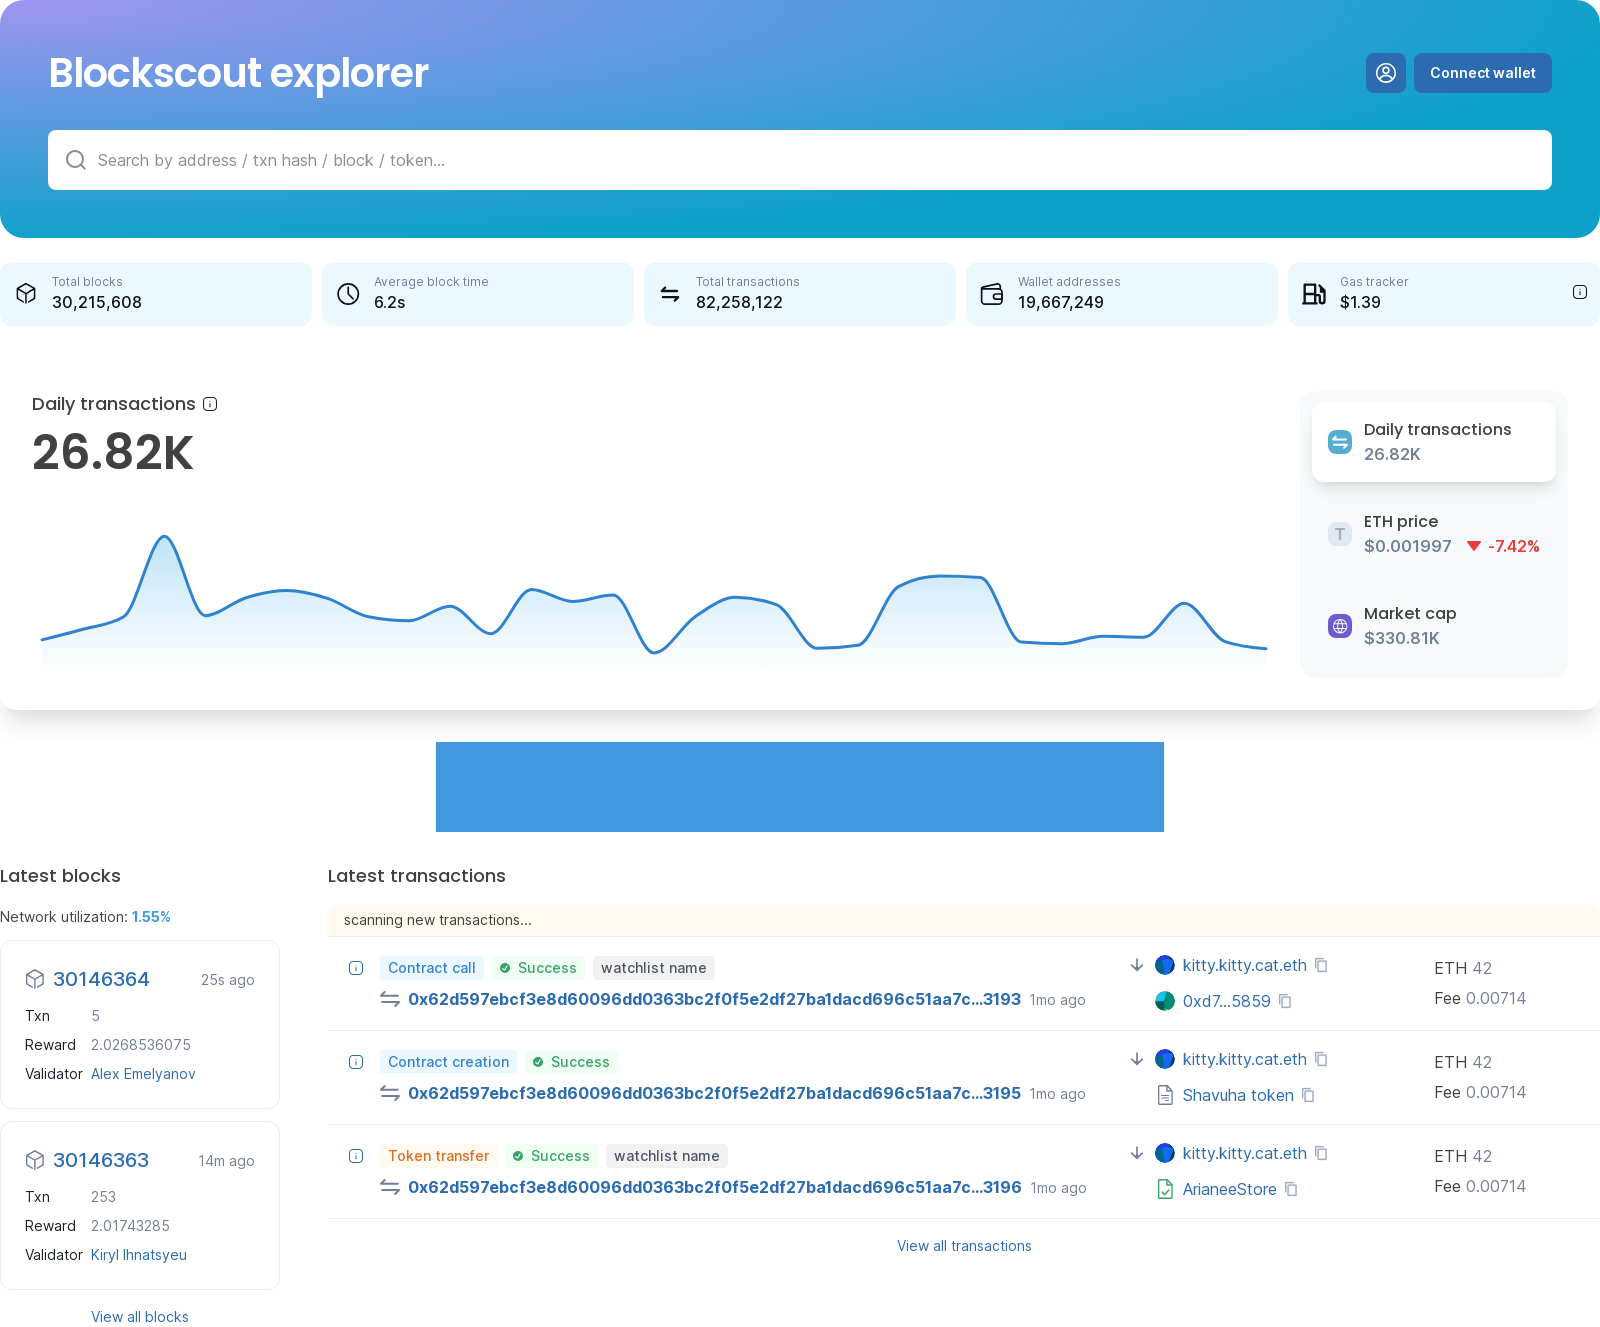 Blockscout explorer
Connect wallet
Search by address / txn hash / block / token...
Total blocks
30,215,608
Average block time
6.2s
Total transactions
82,258,122
Wallet addresses
19,667,249
Gas tracker
$1.39
Daily transactions
26.82K
Daily transactions
26.82K
T
ETH price
$0.001997 -7.42%
Market cap
$330.81K
Latest blocks
Network utilization: 1.55%
30146364 25s ago
Txn 5
Reward 2.0268536075
Validator Alex Emelyanov
30146363 14m ago
Txn 253
Reward 2.01743285
Validator Kiryl Ihnatsyeu
View all blocks
Latest transactions
scanning new transactions...
Contract call Success watchlist name
0x62d597ebcf3e8d60096dd0363bc2f0f5e2df27ba1dacd696c51aa7c...3193 1mo ago
kitty.kitty.cat.eth
0xd7...5859
ETH 42
Fee 0.00714
Contract creation Success
0x62d597ebcf3e8d60096dd0363bc2f0f5e2df27ba1dacd696c51aa7c...3195 1mo ago
kitty.kitty.cat.eth
Shavuha token
ETH 42
Fee 0.00714
Token transfer Success watchlist name
0x62d597ebcf3e8d60096dd0363bc2f0f5e2df27ba1dacd696c51aa7c...3196 1mo ago
kitty.kitty.cat.eth
ArianeeStore
ETH 42
Fee 0.00714
View all transactions